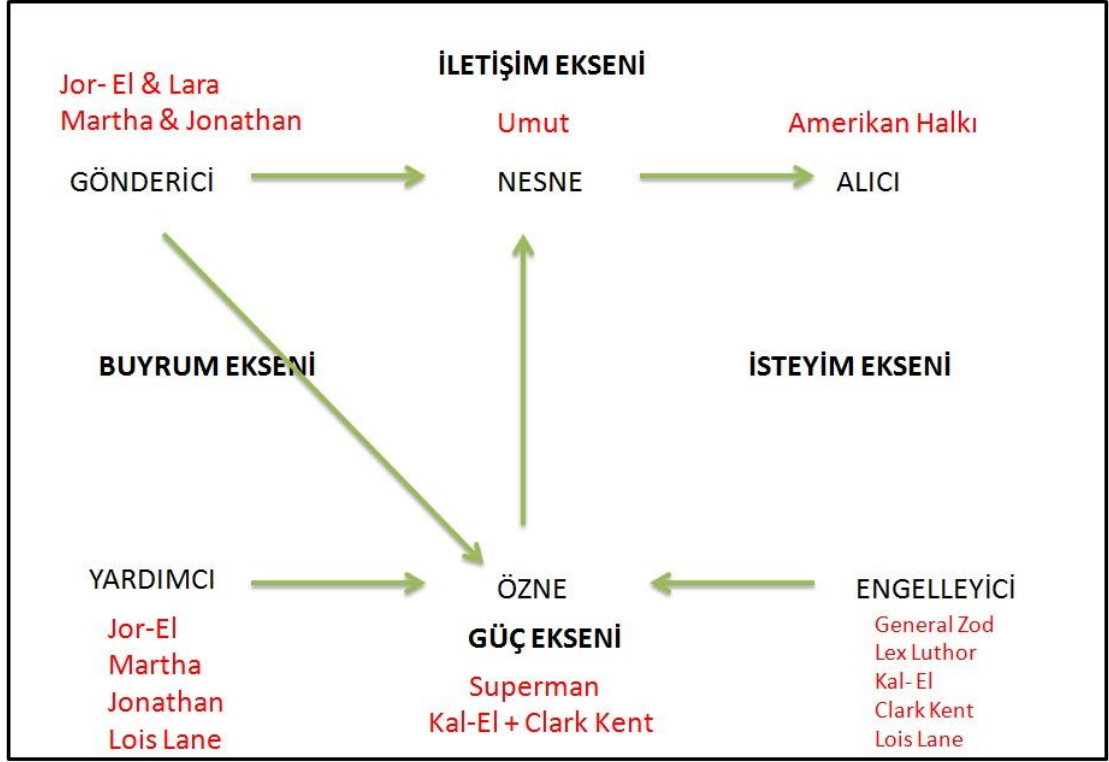 İLETİŞİM EKSENİ
Jor- El & Lara
Martha & Jonathan
Umut
Amerikan Halkı
GÖNDERİCİ
NESNE
ALICI
BUYRUM EKSENİ
İSTEYİM EKSENİ
YARDIMCI
ÖZNE
ENGELLEYİCİ
Jor-El
Martha
Jonathan
Lois Lane
GÜÇ EKSENİ
Superman
Kal-El + Clark Kent
General Zod
Lex Luthor
Kal- El
Clark Kent
Lois Lane